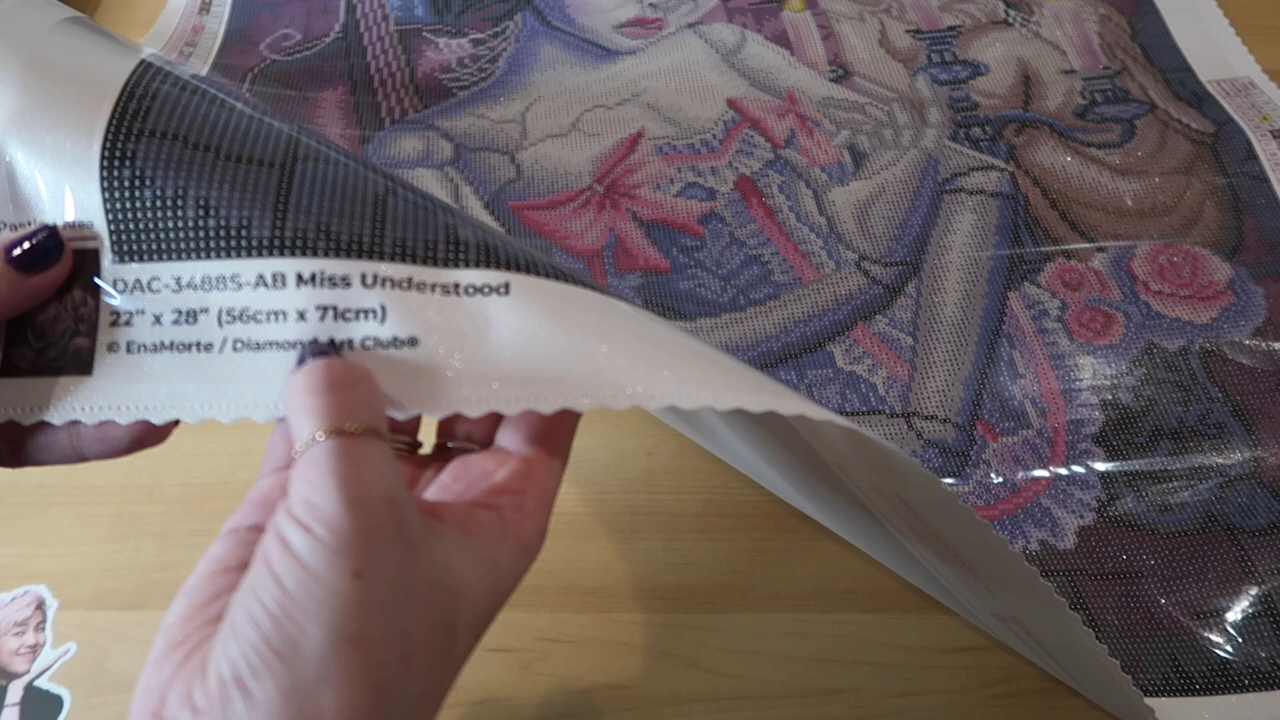 DAC-34885-AB Miss Understood
22” x 28” (56cm x 71cm)
© EnaMorte / Diamond Art Club®